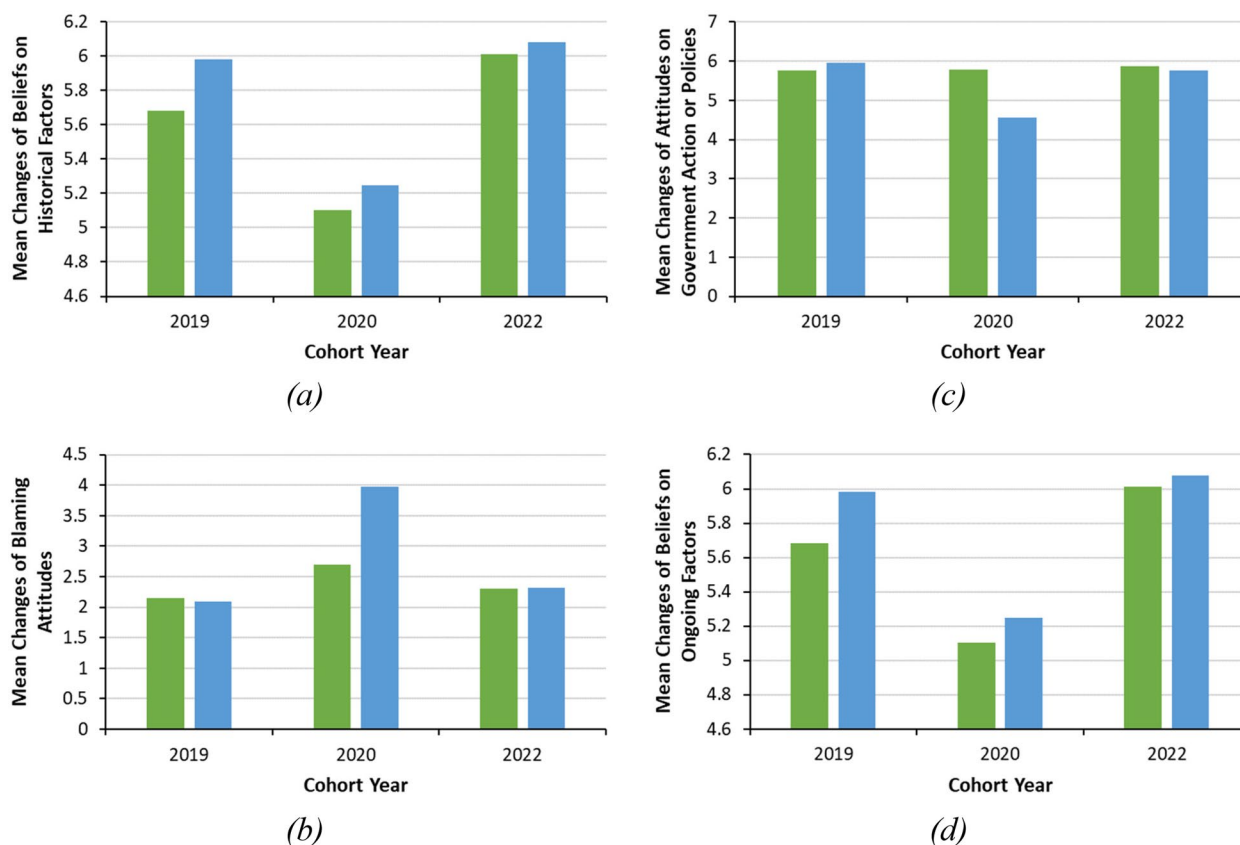 Mean Changes of Beliefs on
Historical Factors
6.2
6
5.8
5.6
5.4
5.2
5
4.8
4.6
2019 2020 2022
Cohort Year
(a)
Mean Changes of Attitudes on
Government Action or Policies
7
6
5
4
3
2
1
0
2019 2020 2022
Cohort Year
(c)
Mean Changes of Blaming
Attitudes
4.5
4
3.5
3
2.5
2
1.5
1
0.5
0
2019 2020 2022
Cohort Year
(b)
Mean Changes of Beliefs on
Ongoing Factors
6.2
6
5.8
5.6
5.4
5.2
5
4.8
4.6
2019 2020 2022
Cohort Year
(d)